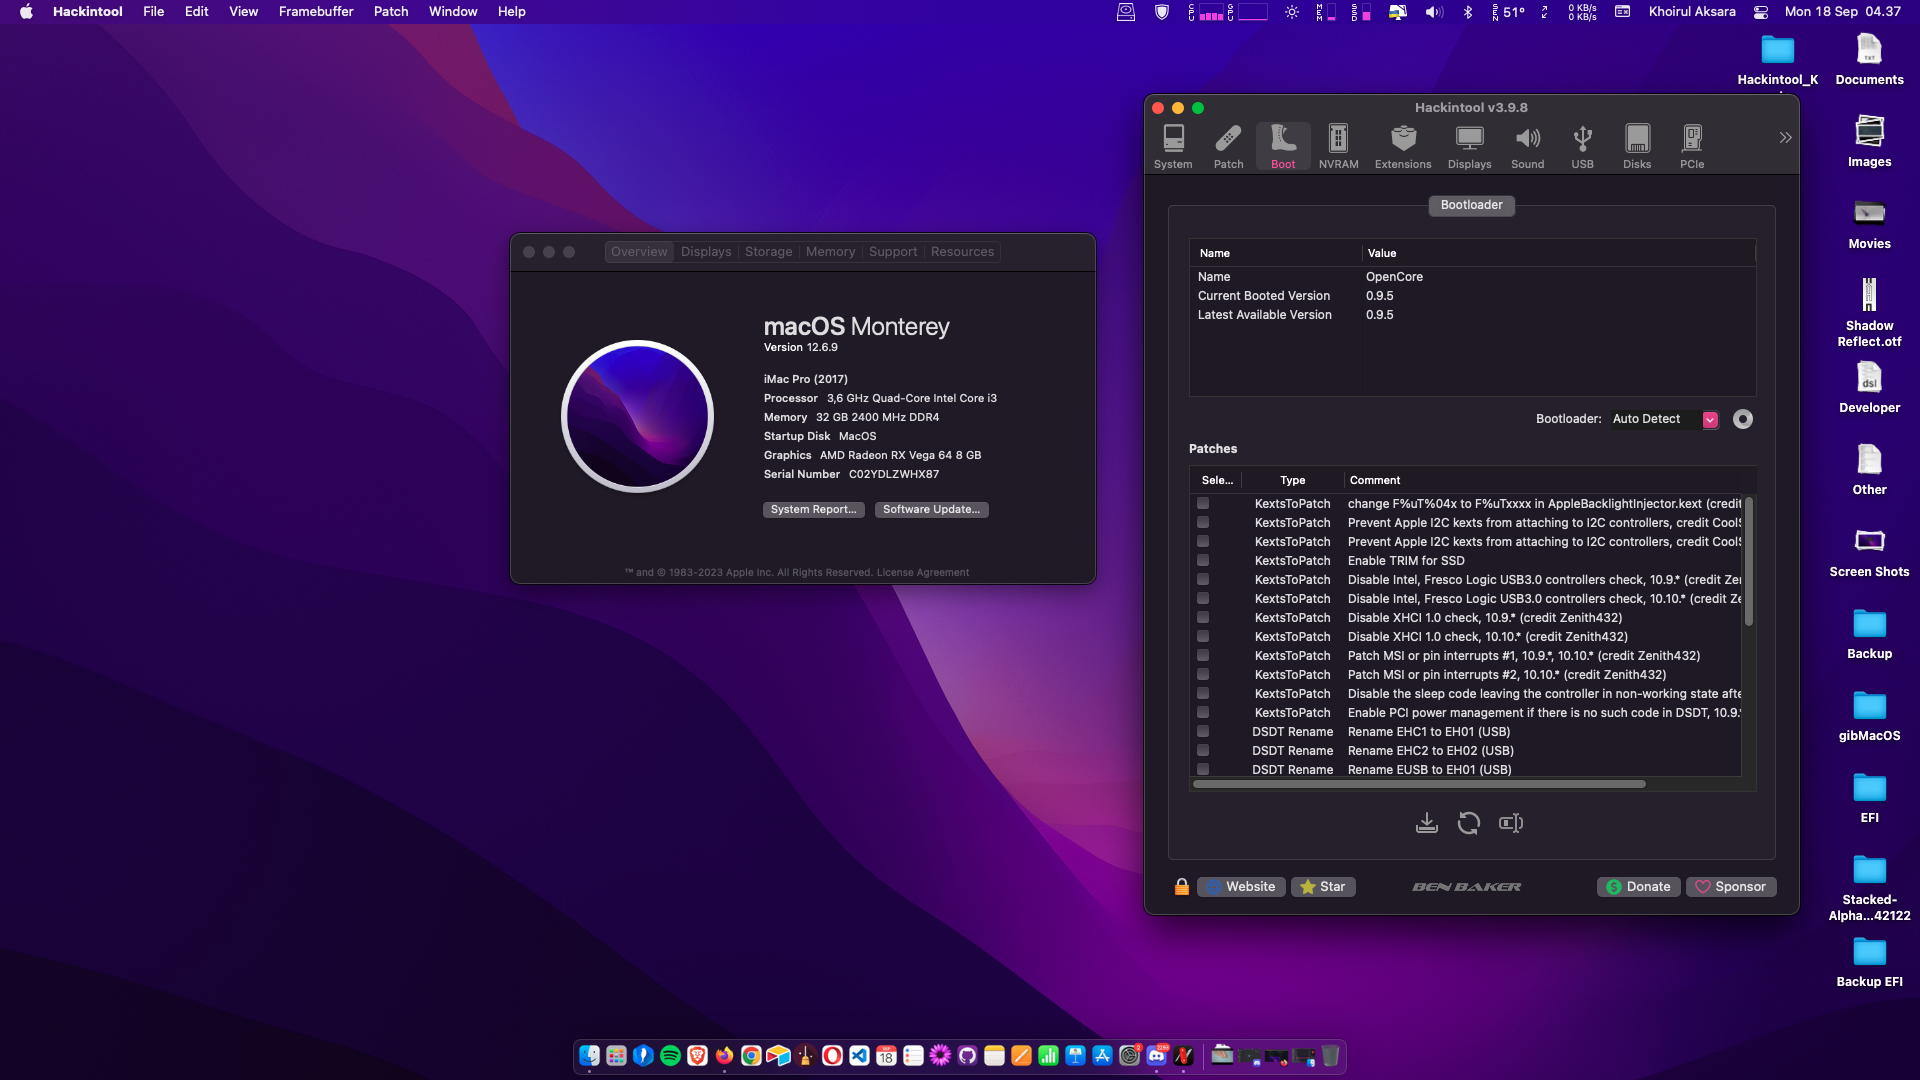 Hackintool File Edit View Framebuffer Patch Window Help
CPU GPU MEM SSD SEN 51° 0 KB/s 0 KB/s Khoirul Aksara Mon 18 Sep 04.37
Hackintool_K
Documents
TXT
Images
Movies
Shadow
Reflect.otf
dsl
Developer
Other
Screen Shots
Backup
gibMacOS
EFI
Stacked-
Alpha...42122
Backup EFI
Overview Displays Storage Memory Support Resources
macOS Monterey
Version 12.6.9
iMac Pro (2017)
Processor 3,6 GHz Quad-Core Intel Core i3
Memory 32 GB 2400 MHz DDR4
Startup Disk MacOS
Graphics AMD Radeon RX Vega 64 8 GB
Serial Number C02YDLZWHX87
System Report... Software Update...
™ and © 1983-2023 Apple Inc. All Rights Reserved. License Agreement
Hackintool v3.9.8
System Patch Boot NVRAM Extensions Displays Sound USB Disks PCIe
Bootloader
Name Value
Name OpenCore
Current Booted Version 0.9.5
Latest Available Version 0.9.5
Bootloader: Auto Detect
Patches
Sele... Type Comment
KextsToPatch change F%uT%04x to F%uTxxxx in AppleBacklightInjector.kext (credit
KextsToPatch Prevent Apple I2C kexts from attaching to I2C controllers, credit CoolS
KextsToPatch Prevent Apple I2C kexts from attaching to I2C controllers, credit CoolS
KextsToPatch Enable TRIM for SSD
KextsToPatch Disable Intel, Fresco Logic USB3.0 controllers check, 10.9.* (credit Zer
KextsToPatch Disable Intel, Fresco Logic USB3.0 controllers check, 10.10.* (credit Ze
KextsToPatch Disable XHCI 1.0 check, 10.9.* (credit Zenith432)
KextsToPatch Disable XHCI 1.0 check, 10.10.* (credit Zenith432)
KextsToPatch Patch MSI or pin interrupts #1, 10.9.*, 10.10.* (credit Zenith432)
KextsToPatch Patch MSI or pin interrupts #2, 10.10.* (credit Zenith432)
KextsToPatch Disable the sleep code leaving the controller in non-working state afte
KextsToPatch Enable PCI power management if there is no such code in DSDT, 10.9.*
DSDT Rename Rename EHC1 to EH01 (USB)
DSDT Rename Rename EHC2 to EH02 (USB)
DSDT Rename Rename EUSB to EH01 (USB)
Website Star BEN BAKER Donate Sponsor
18